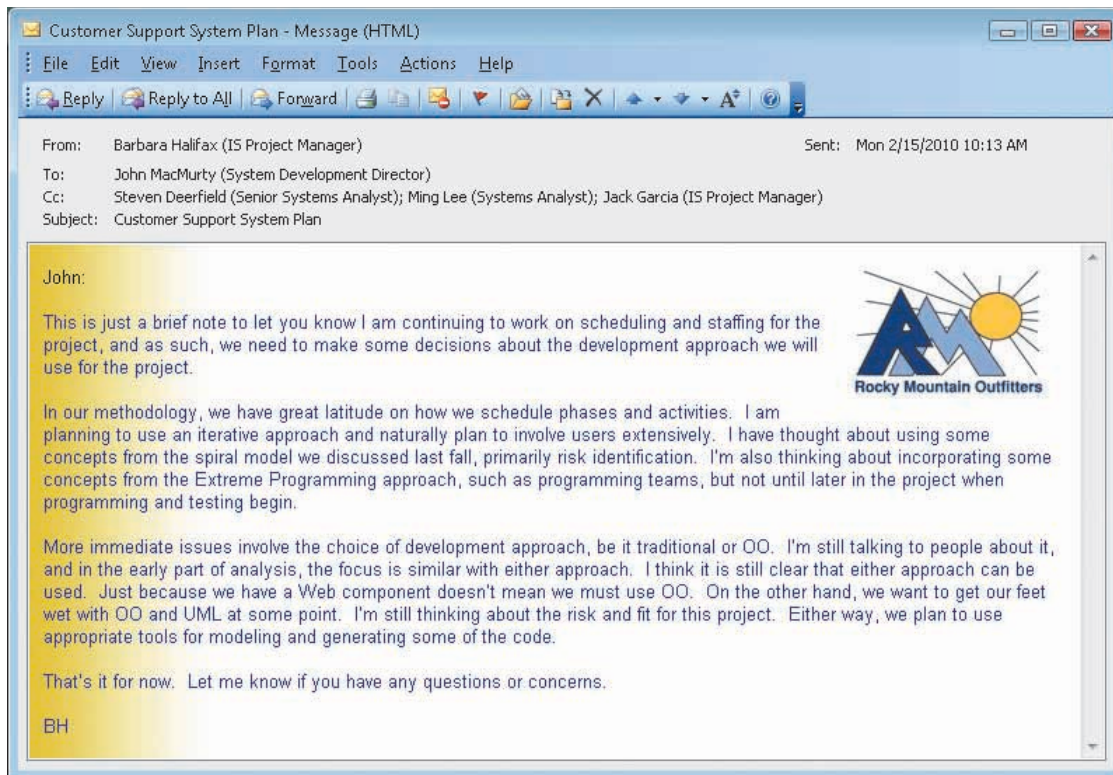 Customer Support System Plan - Message (HTML)
File Edit View Insert Format Tools Actions Help
Reply Reply to All Forward
From: Barbara Halifax (IS Project Manager) Sent: Mon 2/15/2010 10:13 AM
To: John MacMurty (System Development Director)
Cc: Steven Deerfield (Senior Systems Analyst); Ming Lee (Systems Analyst); Jack Garcia (IS Project Manager)
Subject: Customer Support System Plan
John:
This is just a brief note to let you know I am continuing to work on scheduling and staffing for the
project, and as such, we need to make some decisions about the development approach we will
use for the project.
RM
Rocky Mountain Outfitters
In our methodology, we have great latitude on how we schedule phases and activities. I am
planning to use an iterative approach and naturally plan to involve users extensively. I have thought about using some
concepts from the spiral model we discussed last fall, primarily risk identification. I'm also thinking about incorporating some
concepts from the Extreme Programming approach, such as programming teams, but not until later in the project when
programming and testing begin.
More immediate issues involve the choice of development approach, be it traditional or OO. I'm still talking to people about it,
and in the early part of analysis, the focus is similar with either approach. I think it is still clear that either approach can be
used. Just because we have a Web component doesn't mean we must use OO. On the other hand, we want to get our feet
wet with OO and UML at some point. I'm still thinking about the risk and fit for this project. Either way, we plan to use
appropriate tools for modeling and generating some of the code.
That's it for now. Let me know if you have any questions or concerns.
BH